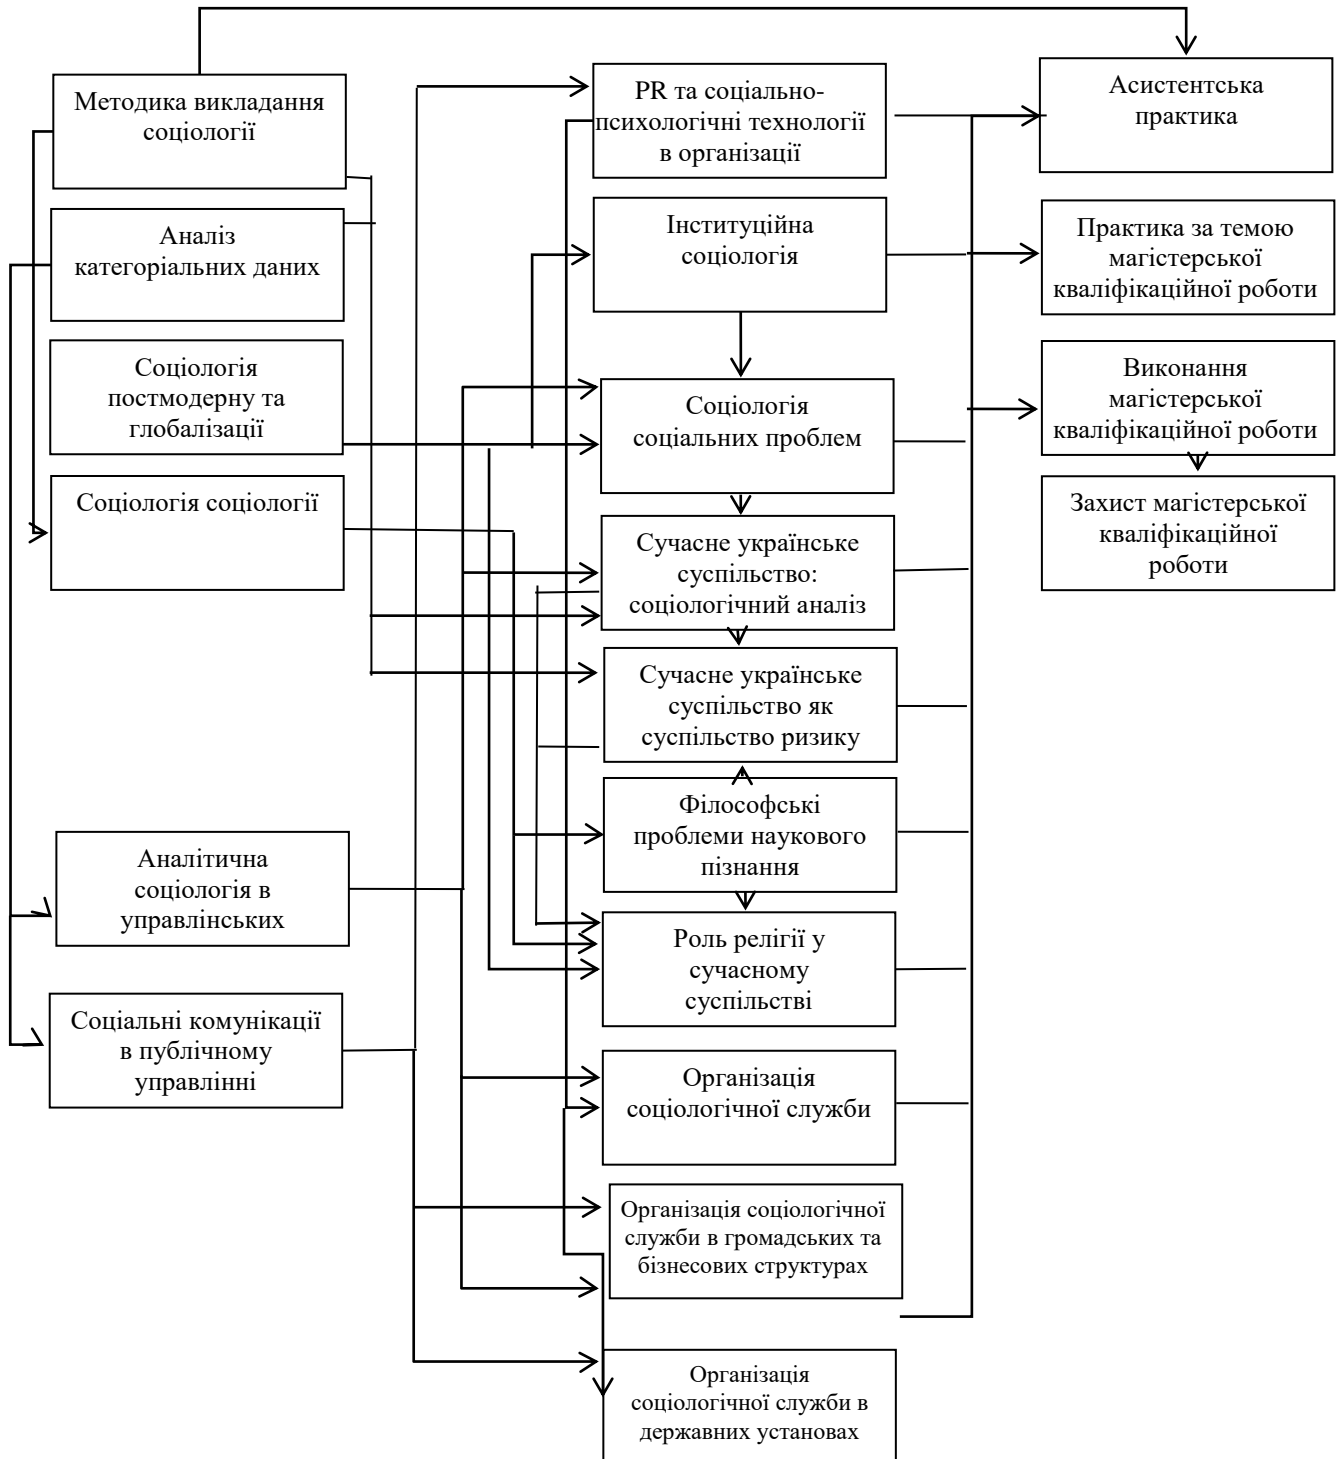 Методика викладання
соціології
Аналіз
категоріальних даних
Соціологія
постмодерну та
глобалізації
Соціологія соціології
Аналітична
соціологія в
управлінських
Соціальні комунікації
в публічному
управлінні
PR та соціально-
психологічні технології
в організації
Інституційна
соціологія
Соціологія
соціальних проблем
Сучасне українське
суспільство:
соціологічний аналіз
Сучасне українське
суспільство як
суспільство ризику
Філософські
проблеми наукового
пізнання
Роль релігії у
сучасному
суспільстві
Організація
соціологічної служби
Організація соціологічної
служби в громадських та
бізнесових структурах
Організація
соціологічної служби в
державних установах
Асистентська
практика
Практика за темою
магістерської
кваліфікаційної роботи
Виконання
магістерської
кваліфікаційної роботи
Захист магістерської
кваліфікаційної
роботи